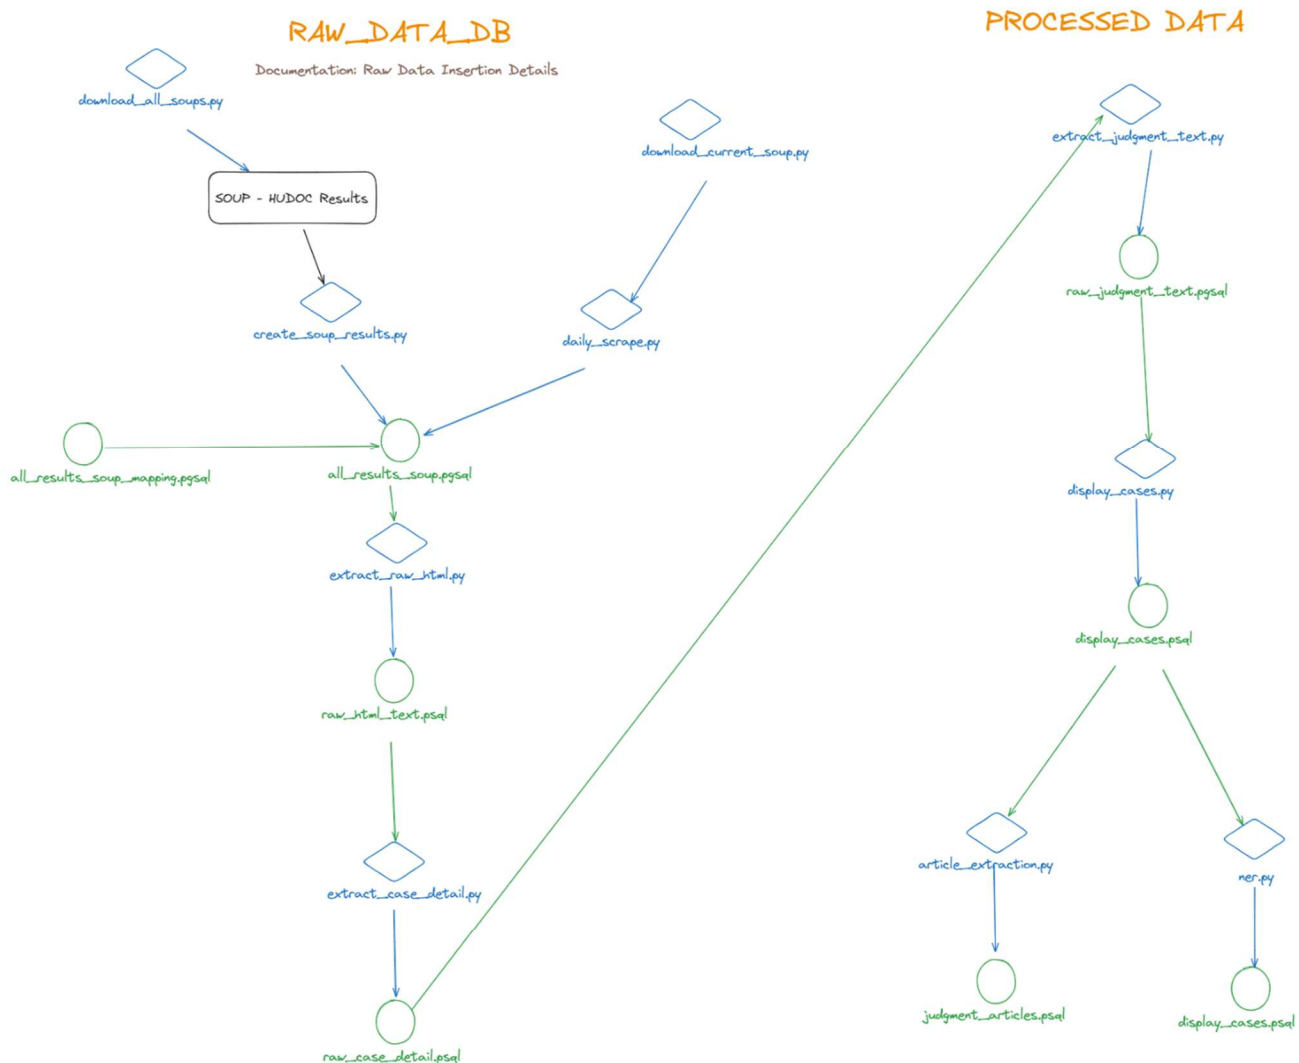 RAW_DATA_DB
Documentation: Raw Data Insertion Details
download_all_soups.py
download_current_soup.py
SOUP - HUDOC Results
create_soup_results.py
daily_scrape.py
all_results_soup_mapping.pgsql
all_results_soup.pgsql
extract_raw_html.py
raw_html_text.psql
extract_case_detail.py
raw_case_detail.psql
PROCESSED DATA
extract_judgment_text.py
raw_judgment_text.pgsql
display_cases.py
display_cases.psql
article_extraction.py
ner.py
judgment_articles.psql
display_cases.psql